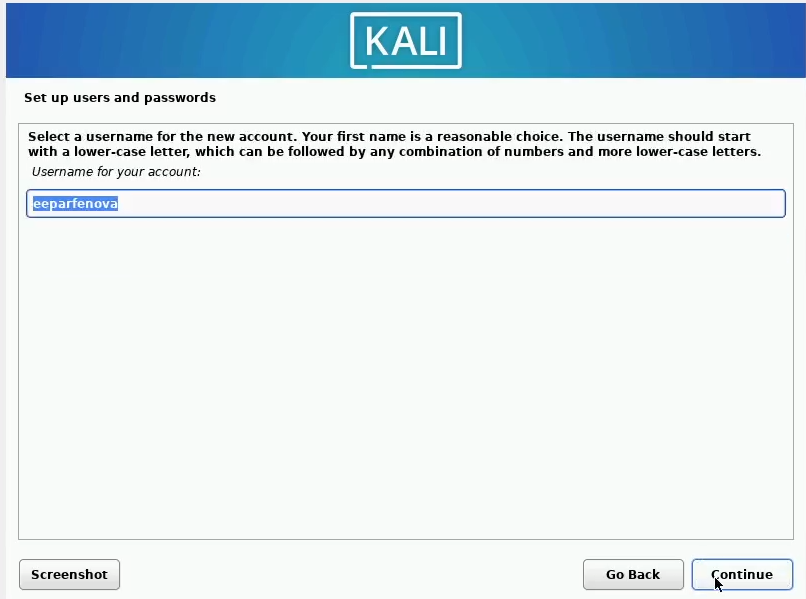 KALI
Set up users and passwords
Select a username for the new account. Your first name is a reasonable choice. The username should start
with a lower-case letter, which can be followed by any combination of numbers and more lower-case letters.
Username for your account:
eeparfenova
Screenshot
Go Back
Continue